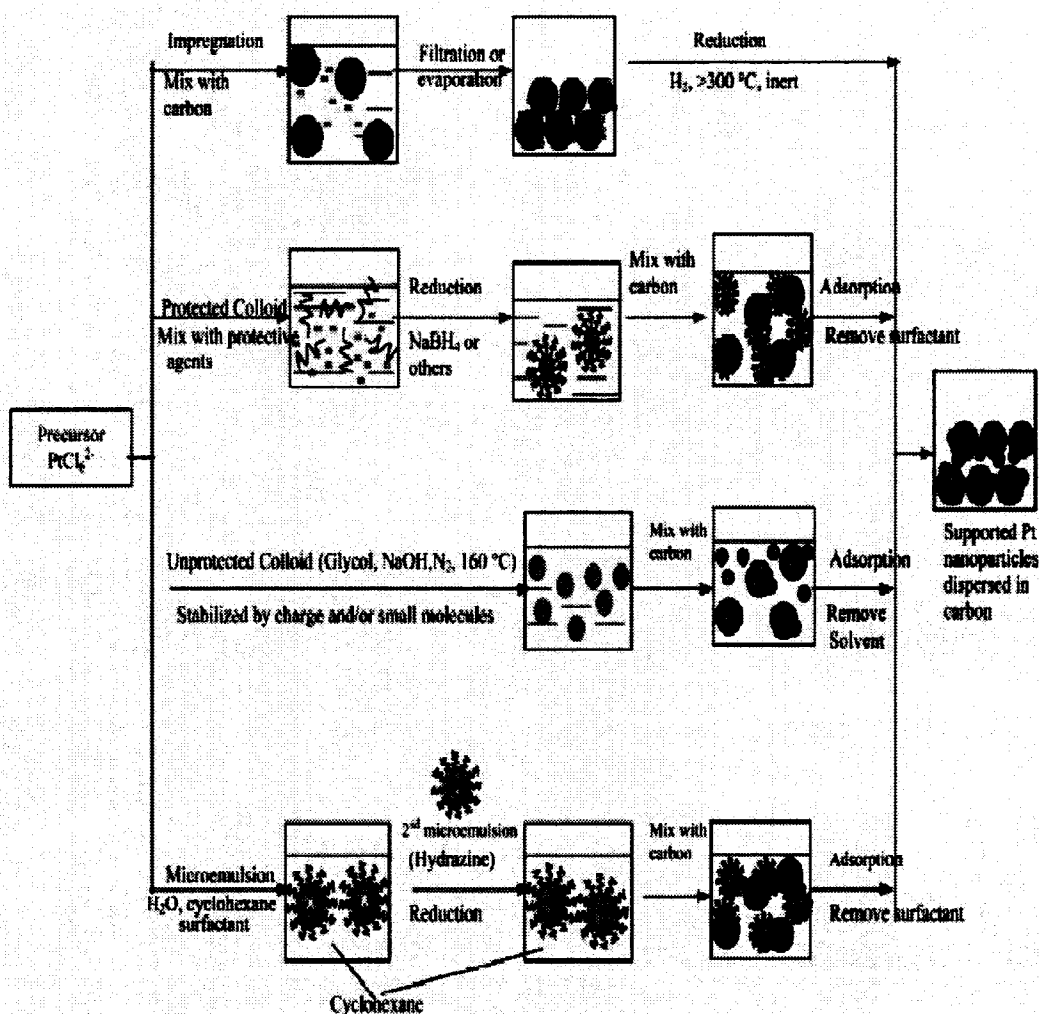 Impregnation
Mix with
carbon
Filtration or
evaporation
Reduction
H₂, >300 °C, inert
Protected Colloid
Mix with protective
agents
Reduction
NaBH₄ or
others
Mix with
carbon
Adsorption
Remove surfactant
Precursor
PtCl₆²⁻
Unprotected Colloid (Glycol, NaOH,N₂, 160 °C)
Stabilized by charge and/or small molecules
Mix with
carbon
Adsorption
Remove
Solvent
Supported Pt
nanoparticles
dispersed in
carbon
2ⁿᵈ microemulsion
(Hydrazine)
Reduction
Microemulsion
H₂O, cyclohexane
surfactant
Mix with
carbon
Adsorption
Remove surfactant
Cyclohexane